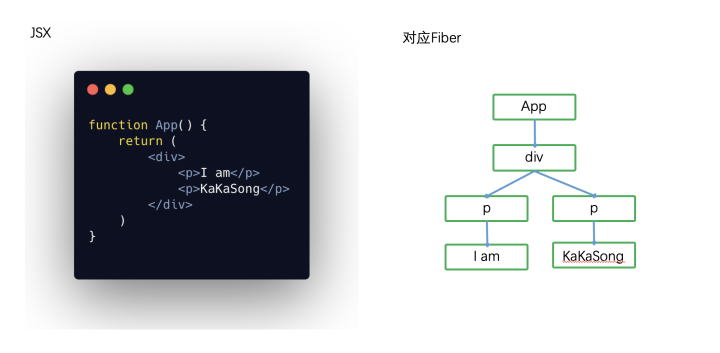 JSX
对应Fiber
function App() {
    return (
        <div>
            <p>I am</p>
            <p>KaKaSong</p>
        </div>
    )
}
App
div
p p
I am KaKaSong